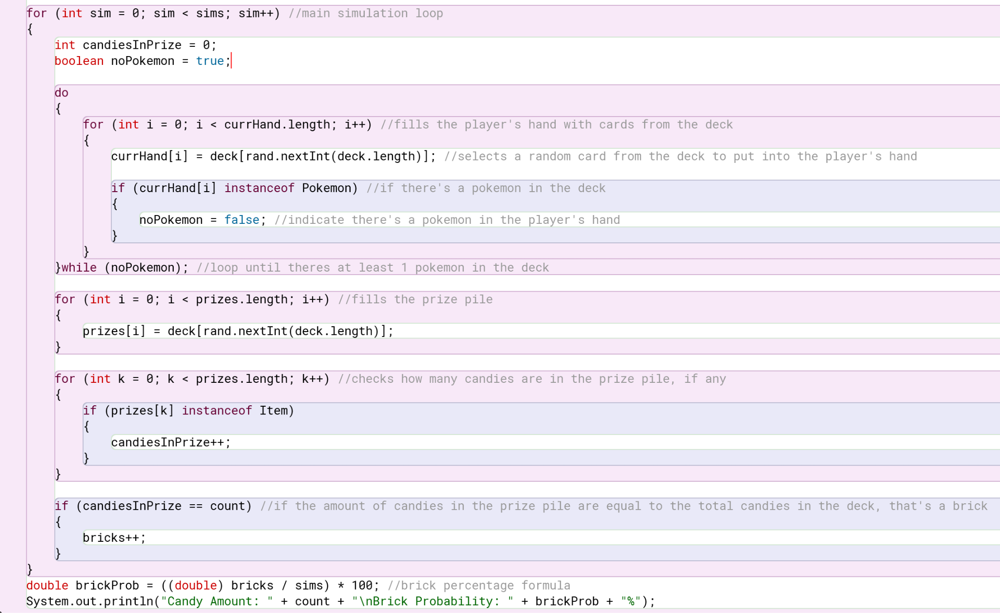 for (int sim = 0; sim < sims; sim++) //main simulation loop
{
    int candiesInPrize = 0;
    boolean noPokemon = true;

    do
    {
        for (int i = 0; i < currHand.length; i++) //fills the player's hand with cards from the deck
        {
            currHand[i] = deck[rand.nextInt(deck.length)]; //selects a random card from the deck to put into the player's hand

            if (currHand[i] instanceof Pokemon) //if there's a pokemon in the deck
            {
                noPokemon = false; //indicate there's a pokemon in the player's hand
            }
        }
    }while (noPokemon); //loop until theres at least 1 pokemon in the deck

    for (int i = 0; i < prizes.length; i++) //fills the prize pile
    {
        prizes[i] = deck[rand.nextInt(deck.length)];
    }

    for (int k = 0; k < prizes.length; k++) //checks how many candies are in the prize pile, if any
    {
        if (prizes[k] instanceof Item)
        {
            candiesInPrize++;
        }
    }

    if (candiesInPrize == count) //if the amount of candies in the prize pile are equal to the total candies in the deck, that's a brick
    {
        bricks++;
    }
}
double brickProb = ((double) bricks / sims) * 100; //brick percentage formula
System.out.println("Candy Amount: " + count + "\nBrick Probability: " + brickProb + "%");